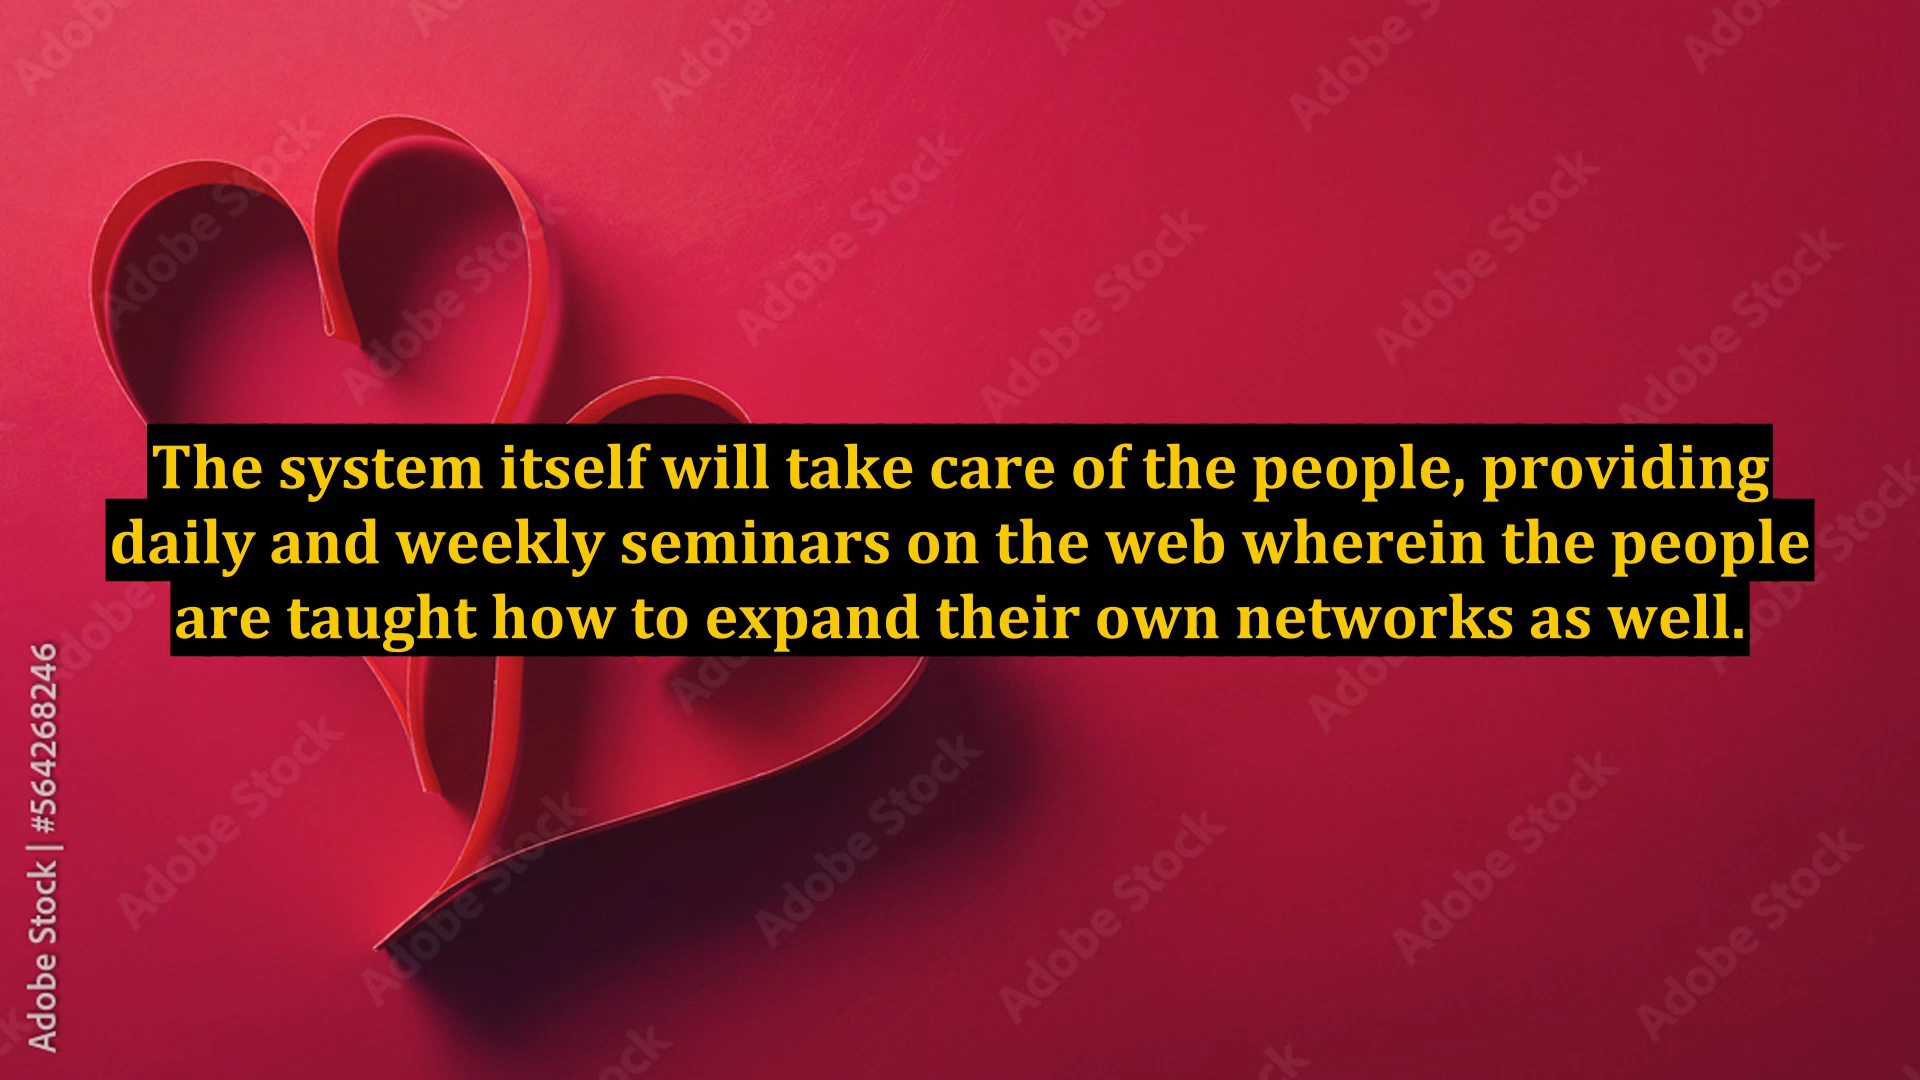 The system itself will take care of the people, providing
daily and weekly seminars on the web wherein the people
are taught how to expand their own networks as well.
Adobe Stock | #564268246